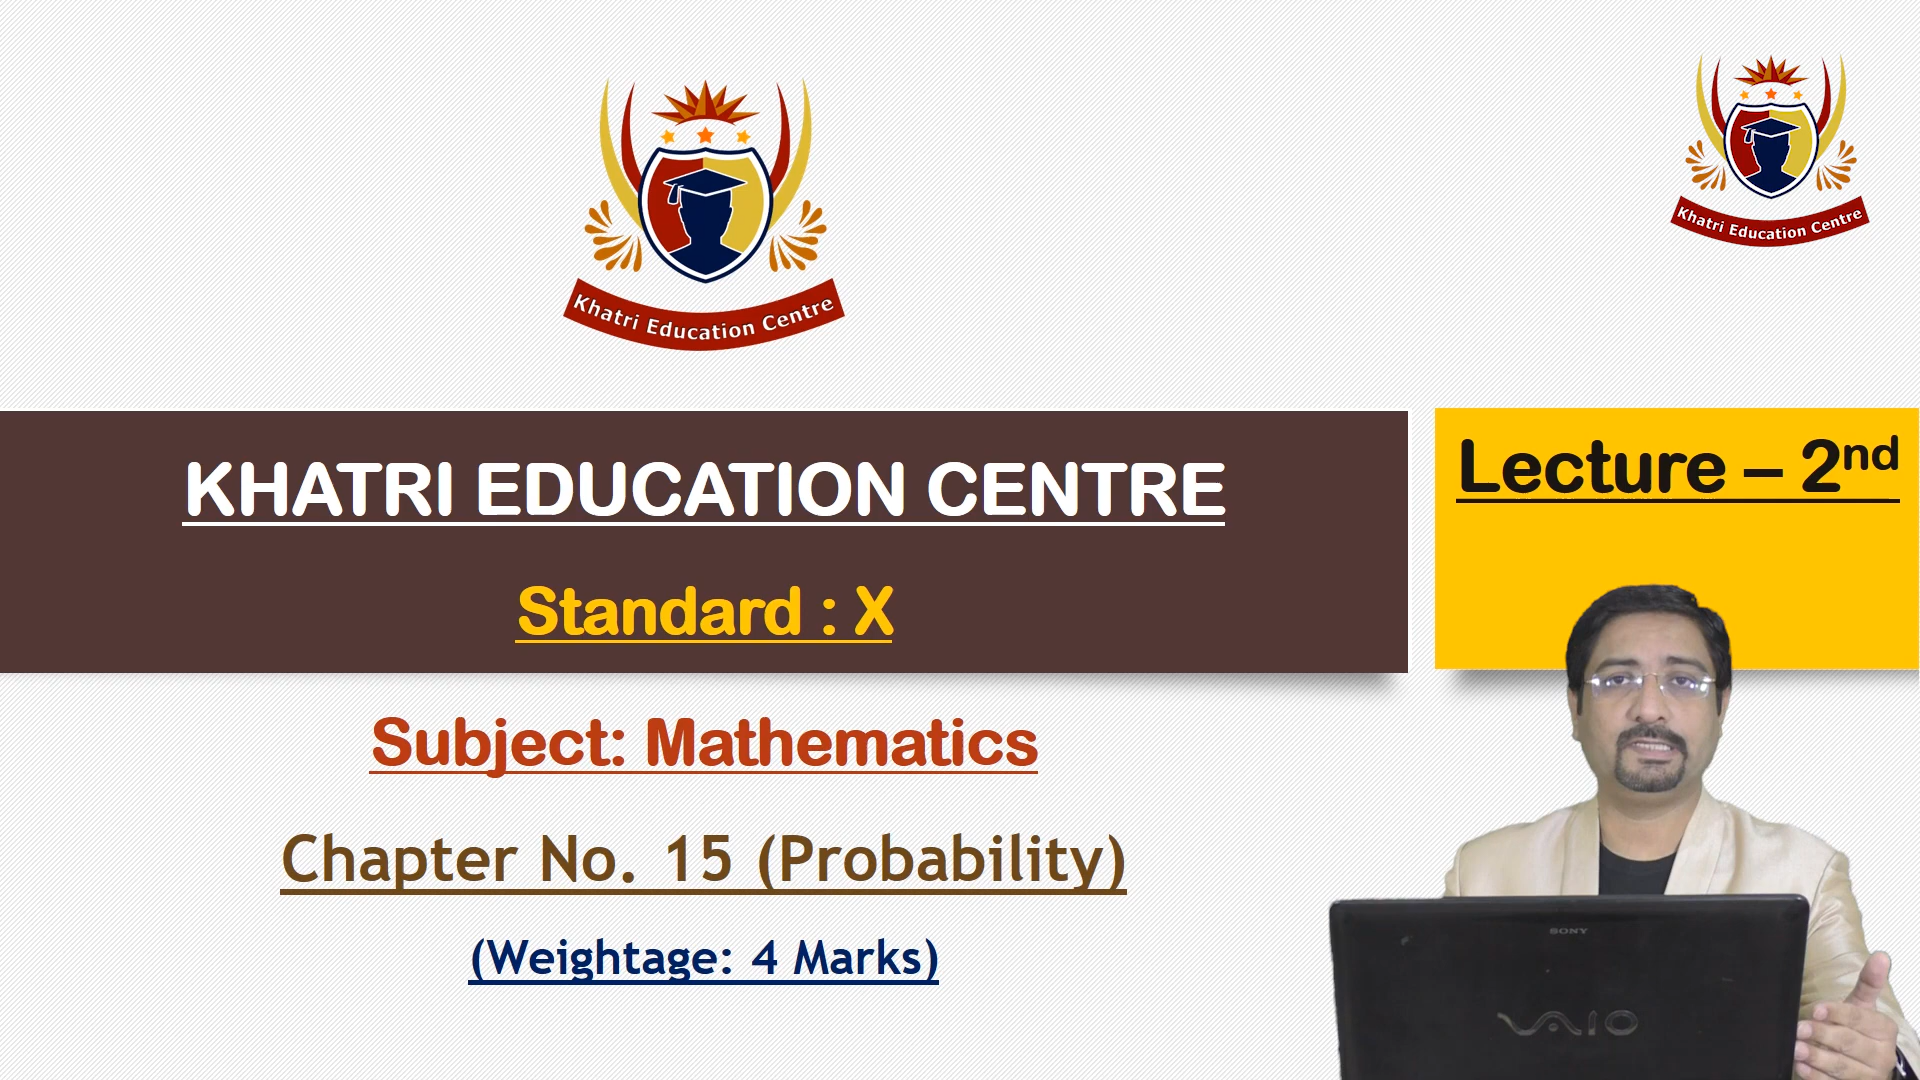 Khatri Education Centre
Khatri Education Centre
KHATRI EDUCATION CENTRE
Standard : X
Lecture – 2nd
Subject: Mathematics
Chapter No. 15 (Probability)
(Weightage: 4 Marks)
SONY
VAIO